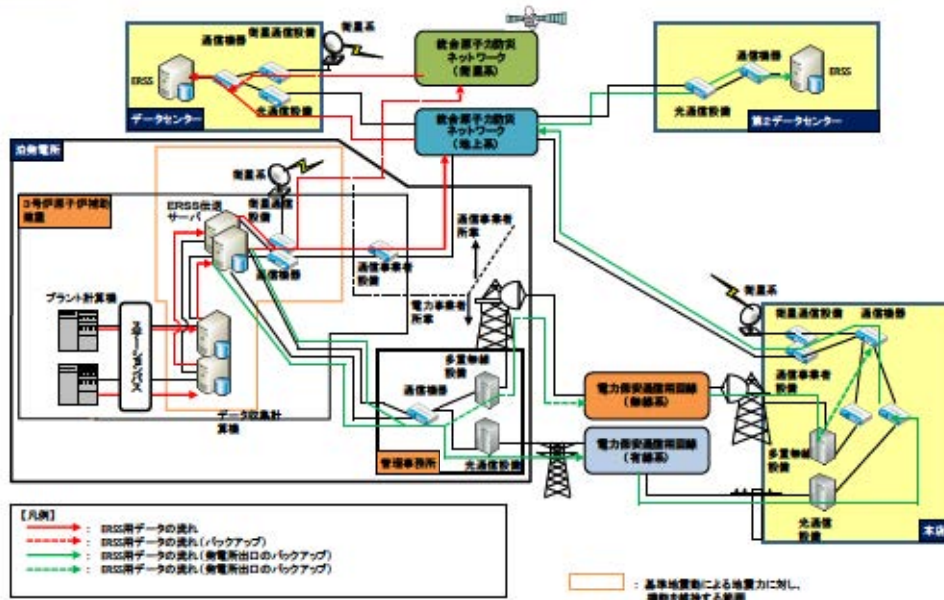 通信機器
衛星通信設備
衛星系
ERSS
光通信設備
データセンター
統合原子力防災
ネットワーク
(衛星系)
統合原子力防災
ネットワーク
(地上系)
通信機器
ERSS
光通信設備
第2データセンター
泊発電所
3号炉原子炉補助
建屋
ERSS伝送
サーバ
衛星系
衛星通信
設備
通信機器
通信事業者
設備
通信事業者
所掌
電力事業者
所掌
プラント計算機
データ収集計
算機
多重無線
設備
通信機器
光通信設備
管理事務所
電力保安通信用回線
(無線系)
電力保安通信用回線
(有線系)
衛星系
衛星通信設備
通信機器
通信事業者
設備
多重無線
設備
光通信
設備
本店
【凡例】
: ERSS用データの流れ
: ERSS用データの流れ(バックアップ)
: ERSS用データの流れ(発電所出口のバックアップ)
: ERSS用データの流れ(発電所出口のバックアップ)
: 基準地震動による地震力に対し、
機能を維持する範囲